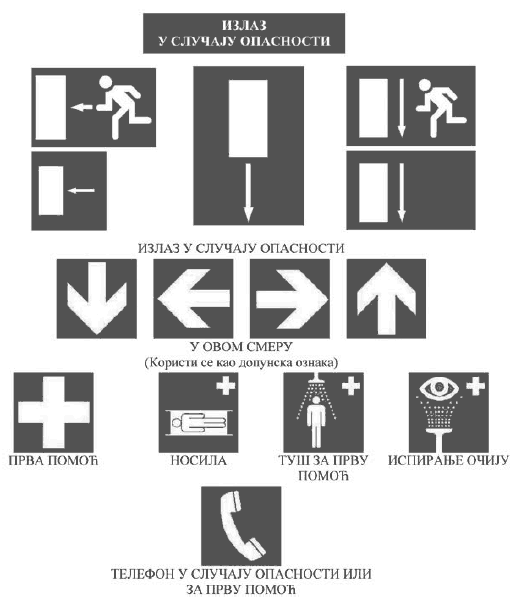 ИЗЛАЗ
У СЛУЧАЈУ ОПАСНОСТИ
ИЗЛАЗ У СЛУЧАЈУ ОПАСНОСТИ
У ОВОМ СМЕРУ
(Користи се као допунска ознака)
ПРВА ПОМОЋ
НОСИЛА
ТУШ ЗА ПРВУ
ПОМОЋ
ИСПИРАЊЕ ОЧИЈУ
ТЕЛЕФОН У СЛУЧАЈУ ОПАСНОСТИ ИЛИ
ЗА ПРВУ ПОМОЋ